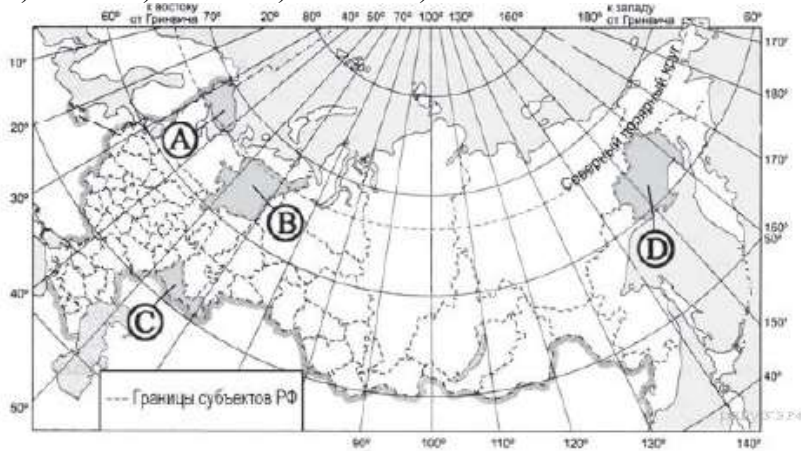 к востоку
от Гринвича
к западу
от Гринвича
60° 70° 20° 80° 30° 40° 50° 70° 100° 130° 160° 180° 60°
10°
20°
30°
40°
50°
170°
180°
170°
160°
50°
150°
40°
Северный полярный круг
A
B
C
D
Границы субъектов РФ
90° 100° 110° 120° 130° 140°